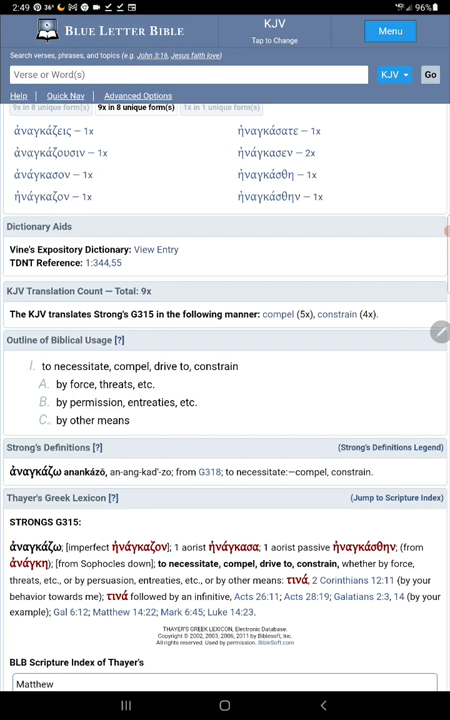 2:49 36° 96%
BLUE LETTER BIBLE
KJV
Tap to Change
Menu
Search verses, phrases, and topics (e.g. John 3:16, Jesus faith love)
Verse or Word(s)
KJV
Go
Help | Quick Nav | Advanced Options
9x in 8 unique form(s) 9x in 8 unique form(s) 1x in 1 unique form(s)
ἀναγκάζεις – 1x ἠναγκάσατε – 1x
ἀναγκάζουσιν – 1x ἠνάγκασεν – 2x
ἀνάγκασον – 1x ἠναγκάσθη – 1x
ἠνάγκαζον – 1x ἠναγκάσθην – 1x
Dictionary Aids
Vine's Expository Dictionary: View Entry
TDNT Reference: 1:344,55
KJV Translation Count — Total: 9x
The KJV translates Strong's G315 in the following manner: compel (5x), constrain (4x).
Outline of Biblical Usage [?]
I. to necessitate, compel, drive to, constrain
A. by force, threats, etc.
B. by permission, entreaties, etc.
C. by other means
Strong's Definitions [?] (Strong's Definitions Legend)
ἀναγκάζω anankázō, an-ang-kad'-zo; from G318; to necessitate:—compel, constrain.
Thayer's Greek Lexicon [?] (Jump to Scripture Index)
STRONGS G315:
ἀναγκάζω; [imperfect ἠνάγκαζον]; 1 aorist ἠνάγκασα; 1 aorist passive ἠναγκάσθην; (from
ἀνάγκη); [from Sophocles down]; to necessitate, compel, drive to, constrain, whether by force,
threats, etc., or by persuasion, entreaties, etc., or by other means: τινά, 2 Corinthians 12:11 (by your
behavior towards me); τινά followed by an infinitive, Acts 26:11; Acts 28:19; Galatians 2:3, 14 (by your
example); Gal 6:12; Matthew 14:22; Mark 6:45; Luke 14:23.
THAYER'S GREEK LEXICON, Electronic Database.
Copyright © 2002, 2003, 2006, 2011 by Biblesoft, Inc.
All rights reserved. Used by permission. BibleSoft.com
BLB Scripture Index of Thayer's
Matthew